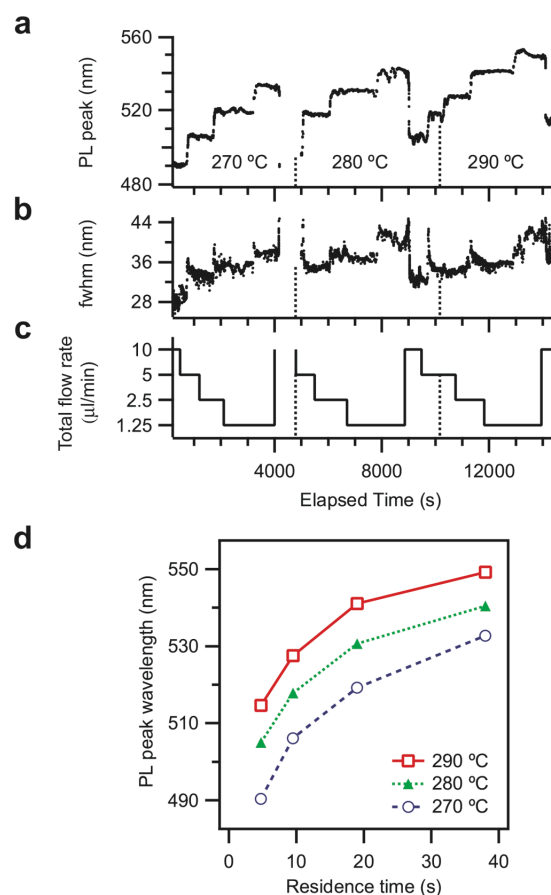 a
560
520
480
PL peak (nm)
270 ºC
280 ºC
290 ºC
b
44
36
28
fwhm (nm)
c
10
5
2.5
1.25
Total flow rate
(µl/min)
4000
8000
12000
Elapsed Time (s)
d
550
530
510
490
PL peak wavelength (nm)
290 ºC
280 ºC
270 ºC
0
10
20
30
40
Residence time (s)